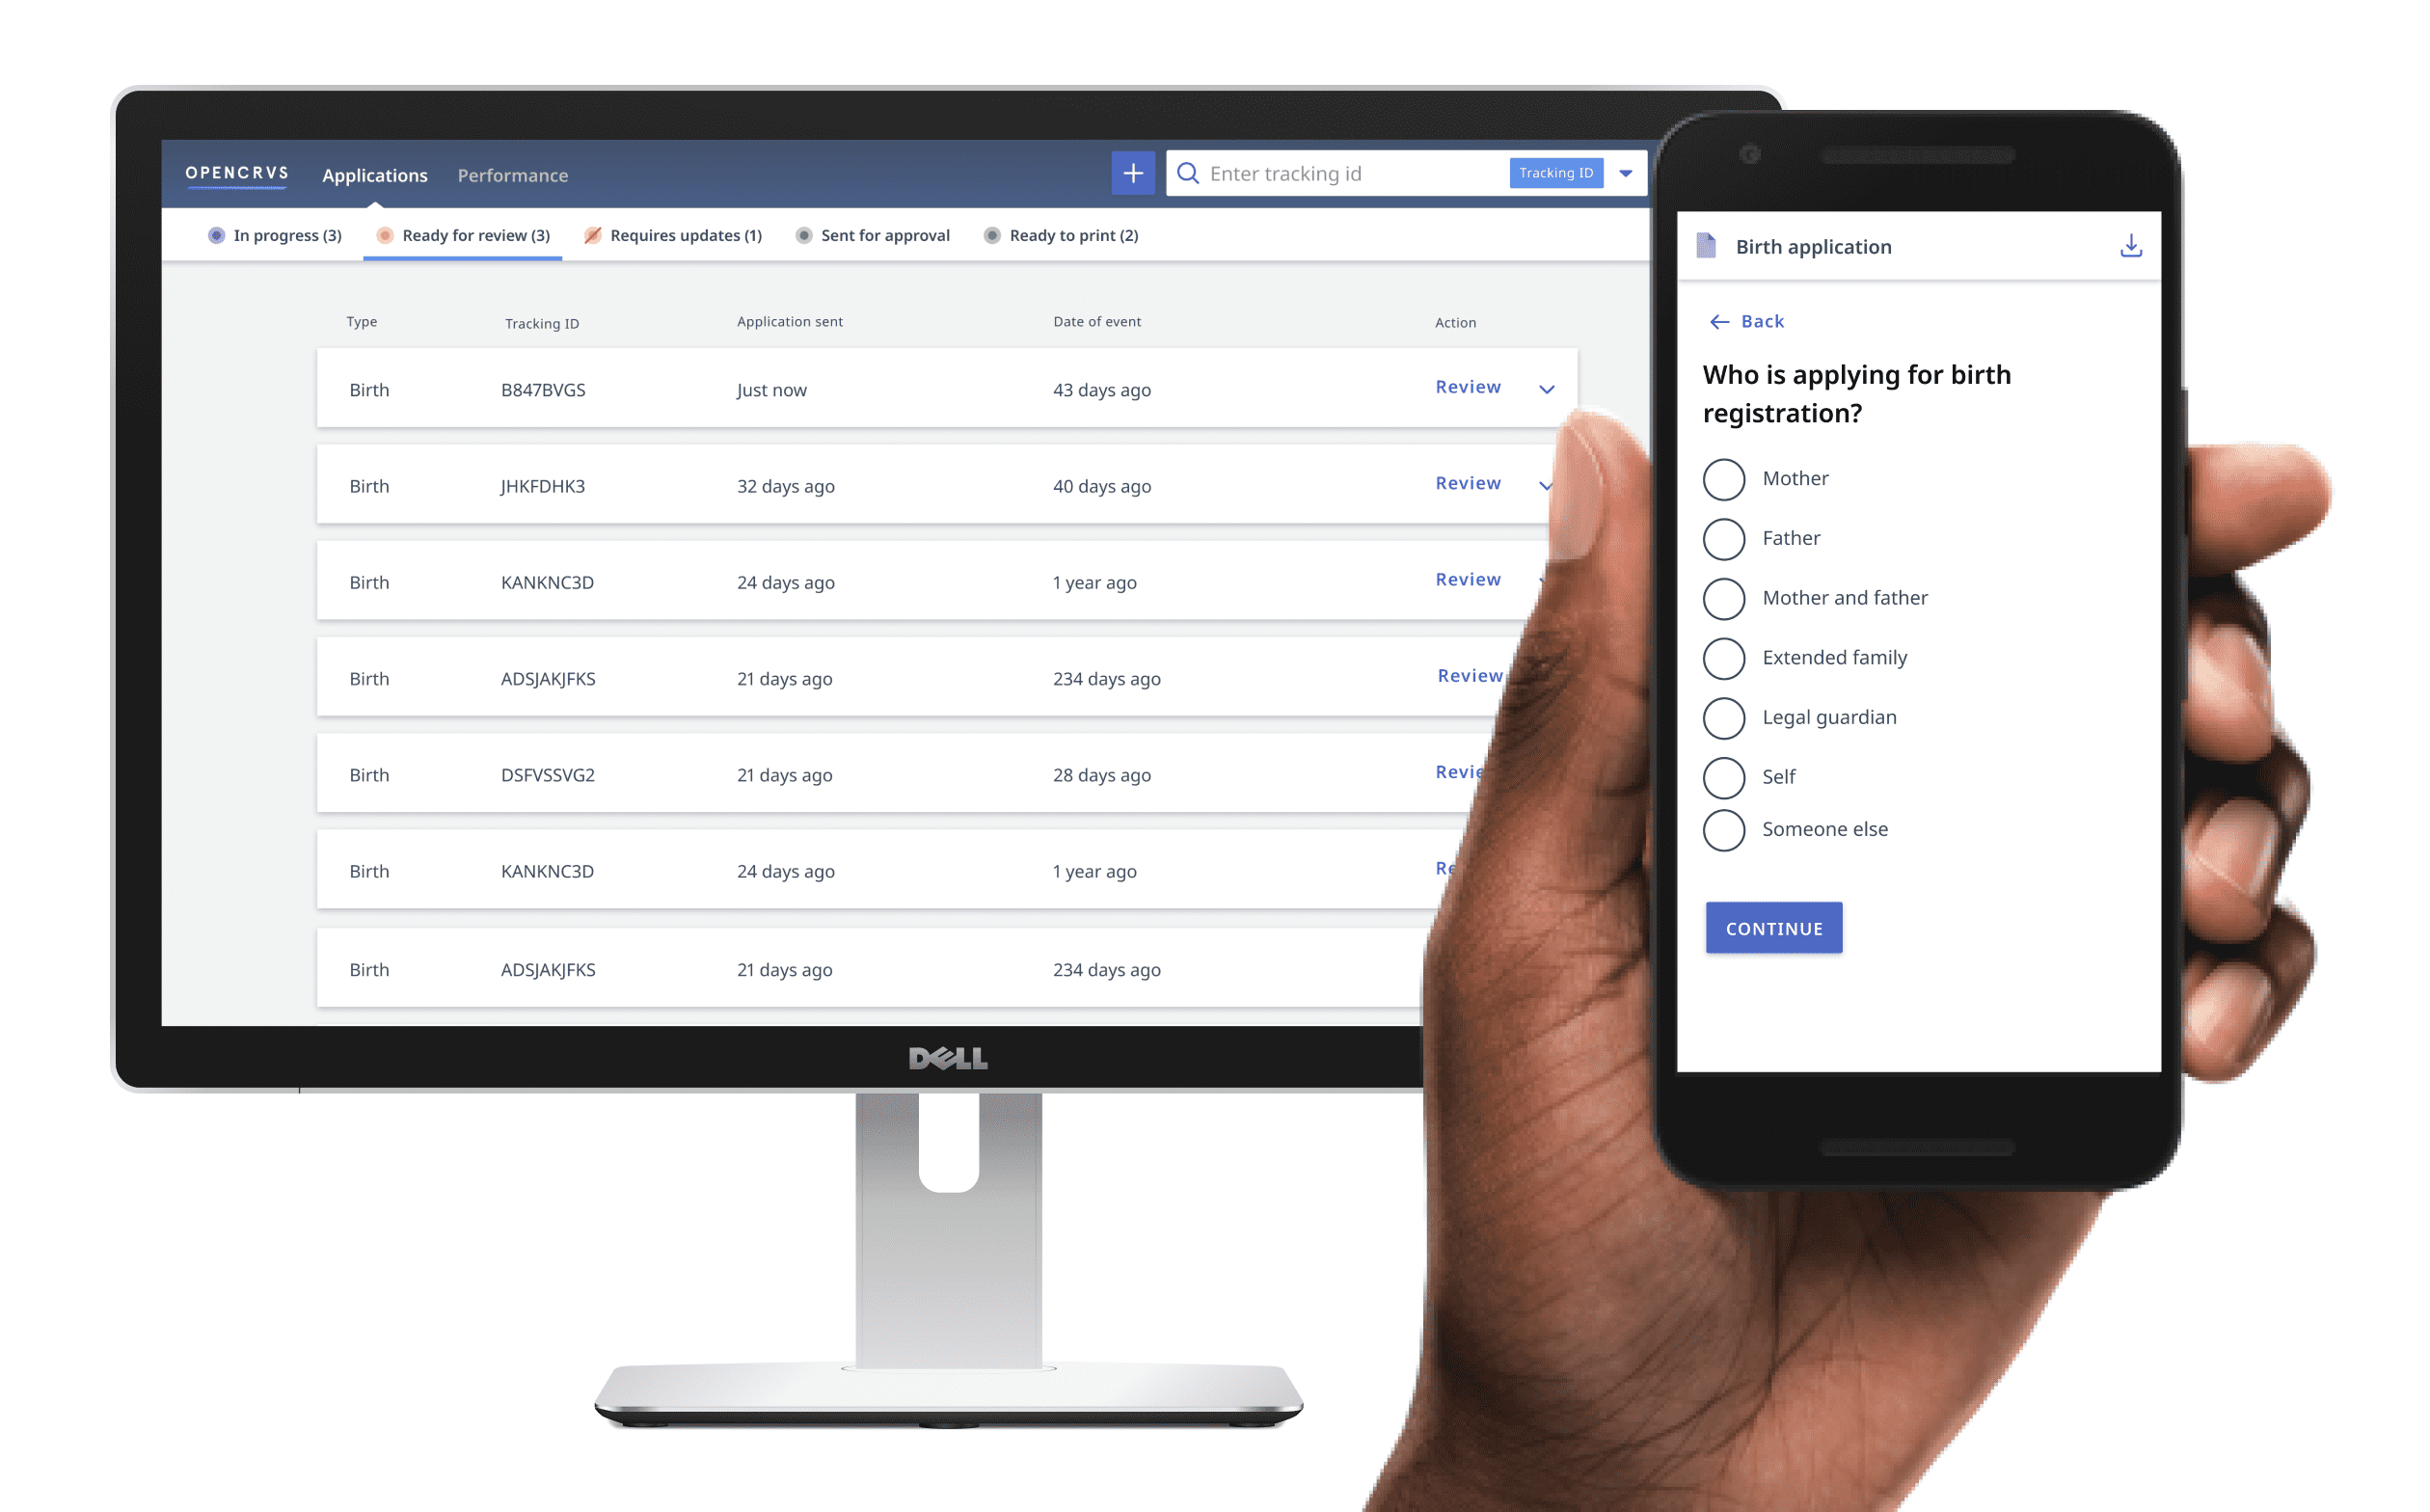 OPENCRVS Applications Performance + Enter tracking id Tracking ID
In progress (3) Ready for review (3) Requires updates (1) Sent for approval Ready to print (2)
Type Tracking ID Application sent Date of event Action
Birth B847BVGS Just now 43 days ago Review
Birth JHKFDHK3 32 days ago 40 days ago Review
Birth KANKNC3D 24 days ago 1 year ago Review
Birth ADSJAKJFKS 21 days ago 234 days ago Review
Birth DSFVSSVG2 21 days ago 28 days ago
Birth KANKNC3D 24 days ago 1 year ago
Birth ADSJAKJFKS 21 days ago 234 days ago
DELL
Birth application
Back
Who is applying for birth
registration?
Mother
Father
Mother and father
Extended family
Legal guardian
Self
Someone else
CONTINUE